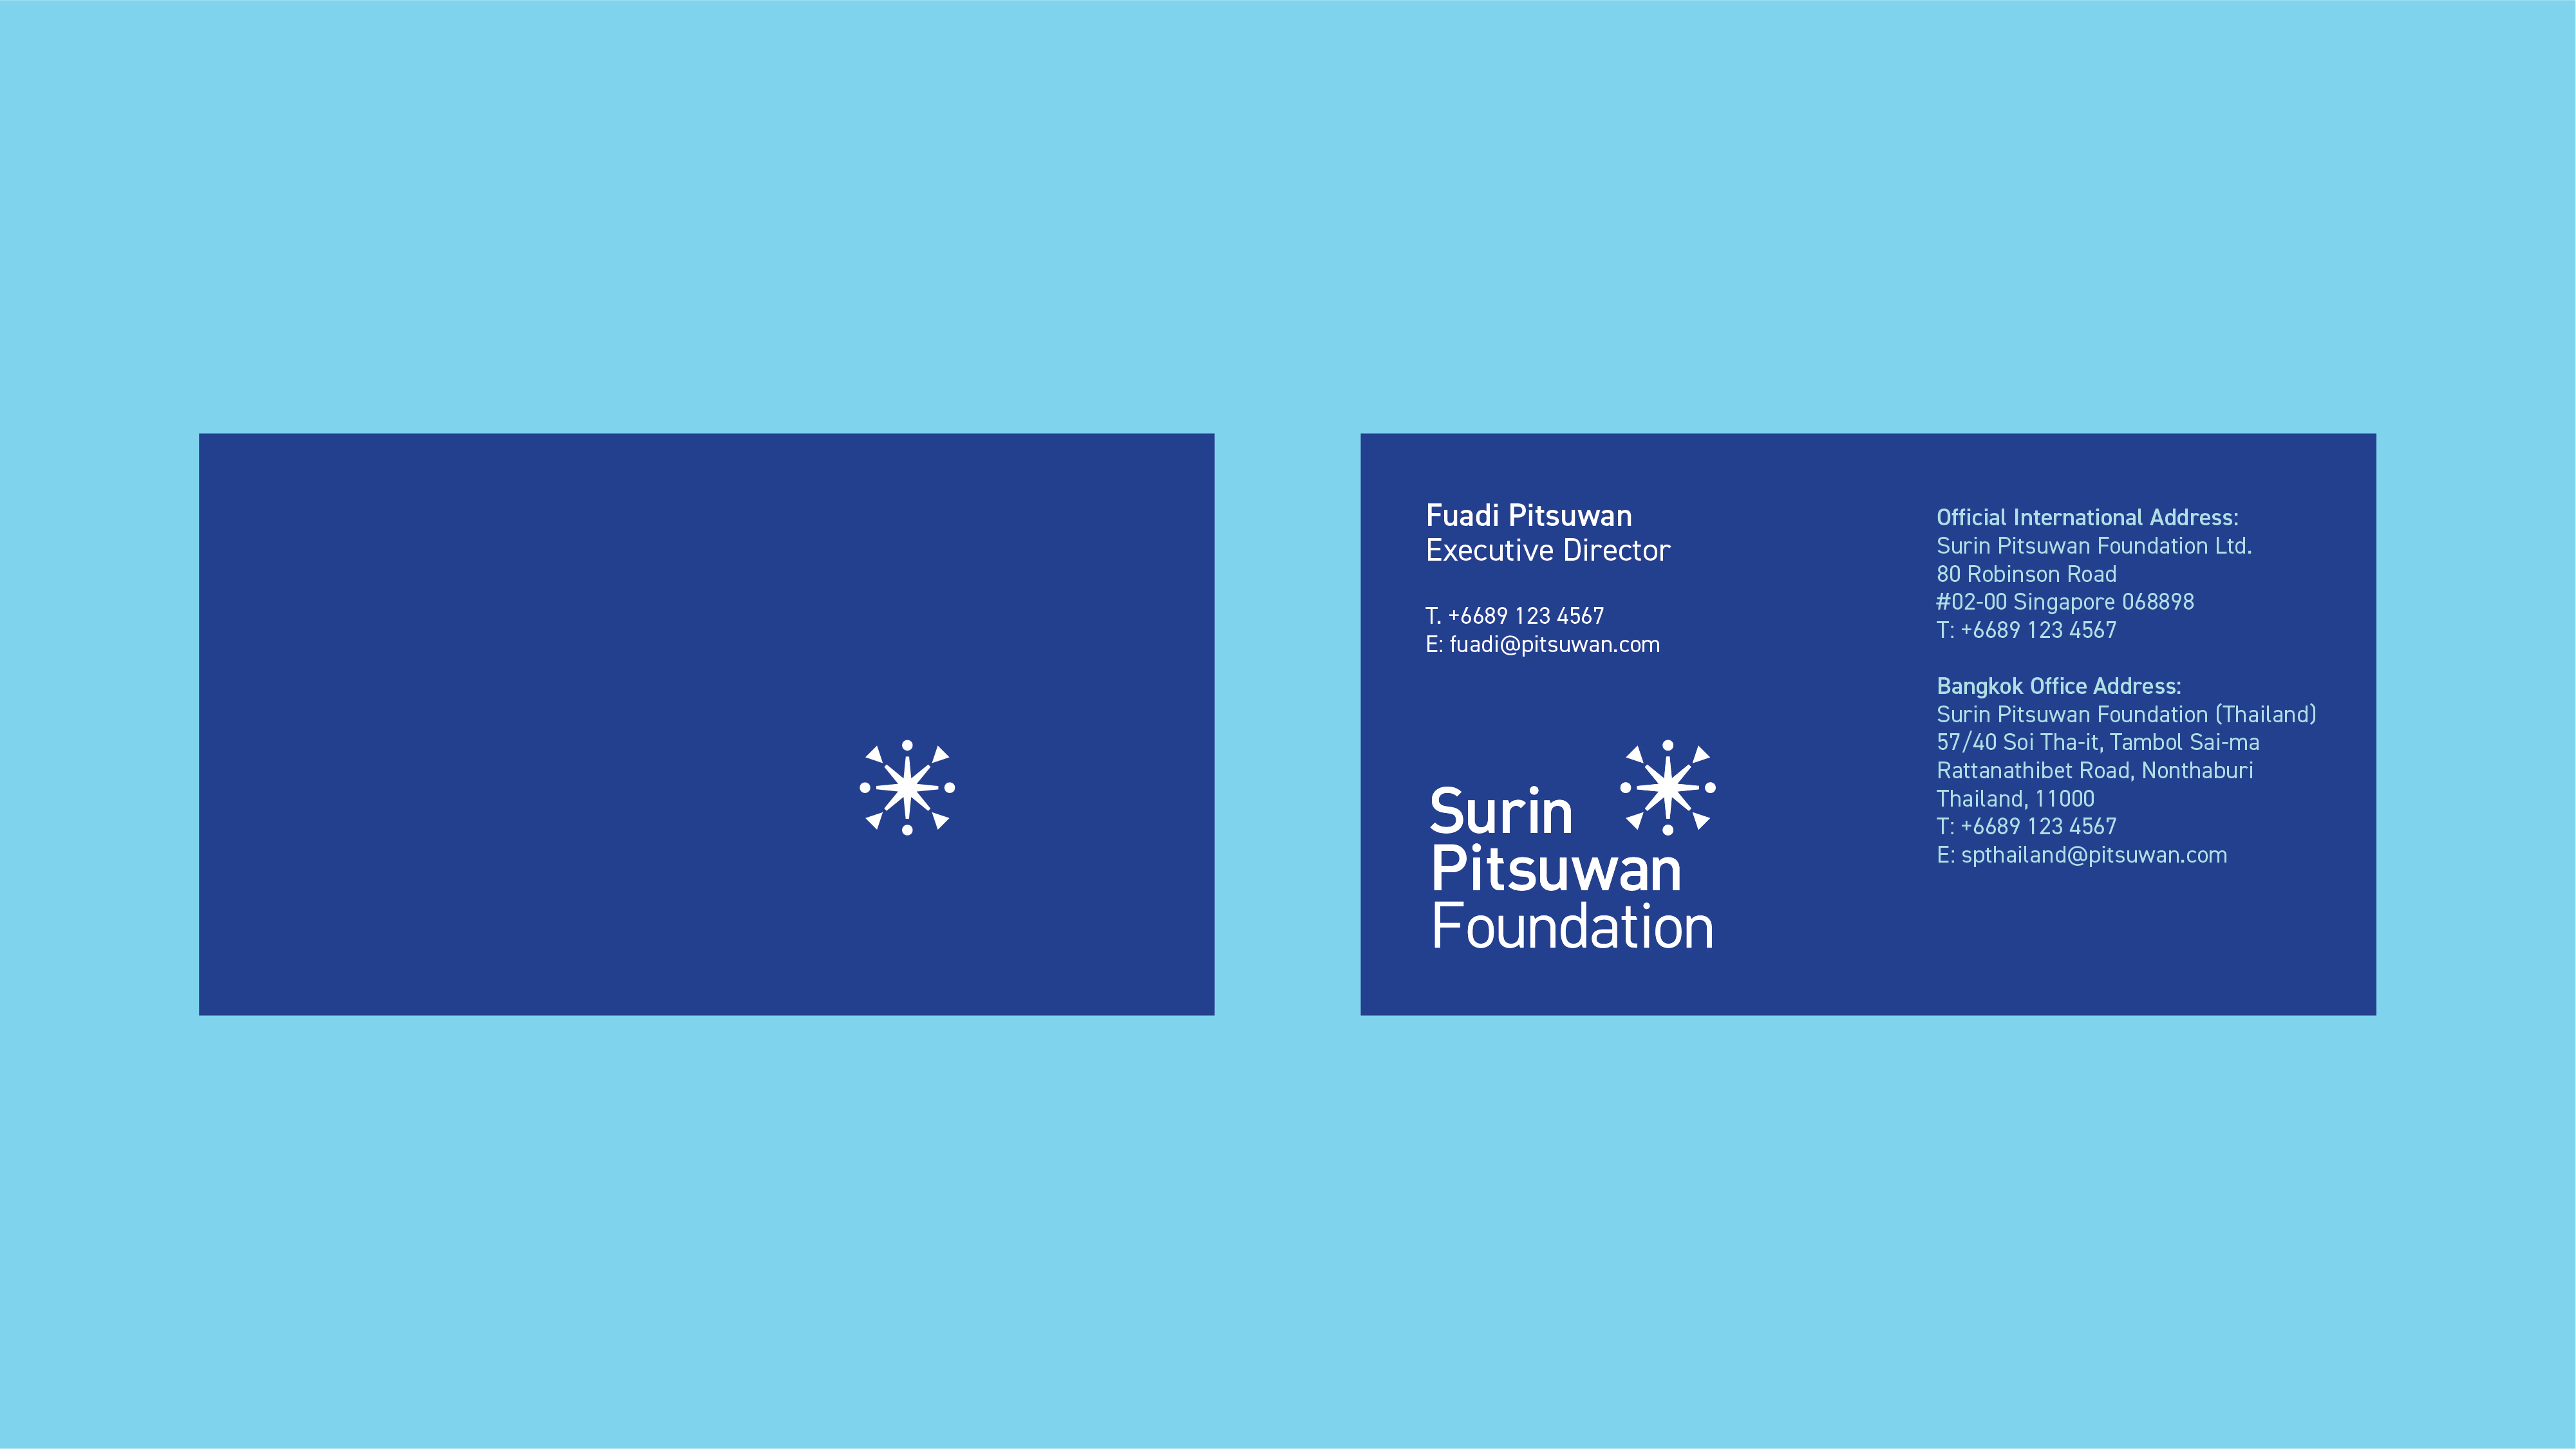 Fuadi Pitsuwan
Executive Director
T. +6689 123 4567
E: fuadi@pitsuwan.com
Surin
Pitsuwan
Foundation
Official International Address:
Surin Pitsuwan Foundation Ltd.
80 Robinson Road
#02-00 Singapore 068898
T: +6689 123 4567
Bangkok Office Address:
Surin Pitsuwan Foundation (Thailand)
57/40 Soi Tha-it, Tambol Sai-ma
Rattanathibet Road, Nonthaburi
Thailand, 11000
T: +6689 123 4567
E: spthailand@pitsuwan.com